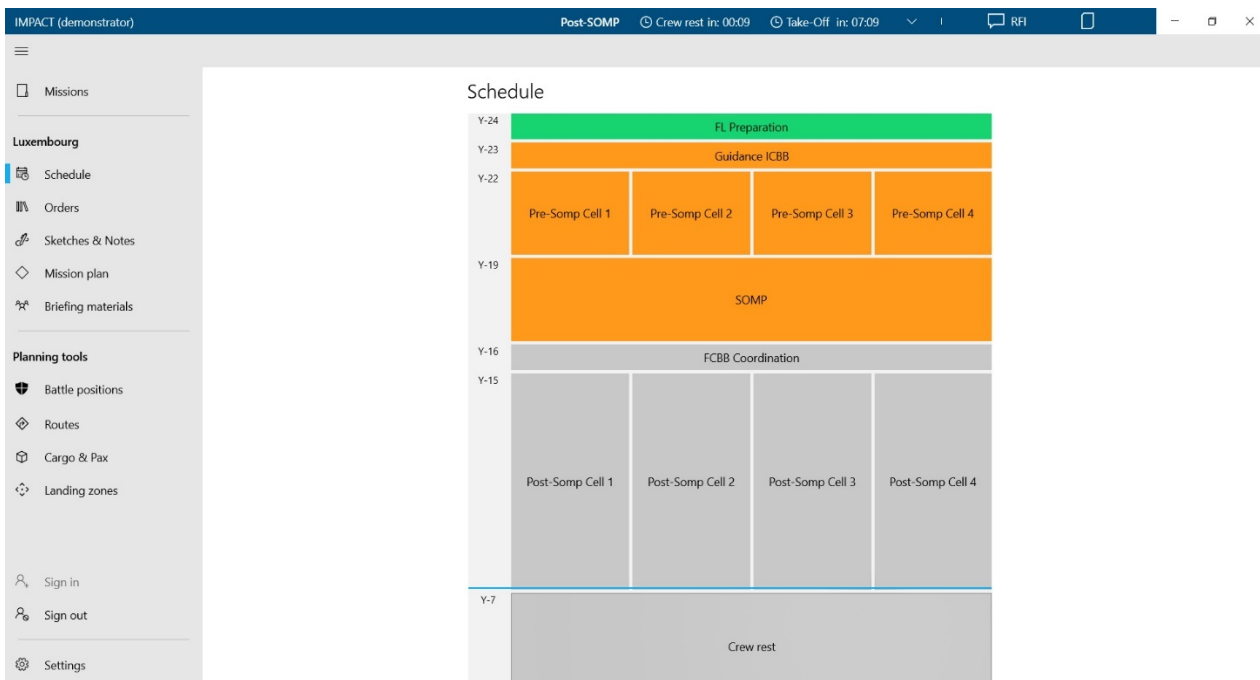 IMPACT (demonstrator) Post-SOMP Crew rest in: 00:09 Take-Off in: 07:09 RFI
Missions
Luxembourg
Schedule
Orders
Sketches & Notes
Mission plan
Briefing materials
Planning tools
Battle positions
Routes
Cargo & Pax
Landing zones
Sign in
Sign out
Settings
Schedule
Y-24 FL Preparation
Y-23 Guidance ICBB
Y-22
Pre-Somp Cell 1 Pre-Somp Cell 2 Pre-Somp Cell 3 Pre-Somp Cell 4
Y-19
SOMP
Y-16 FCBB Coordination
Y-15
Post-Somp Cell 1 Post-Somp Cell 2 Post-Somp Cell 3 Post-Somp Cell 4
Y-7
Crew rest